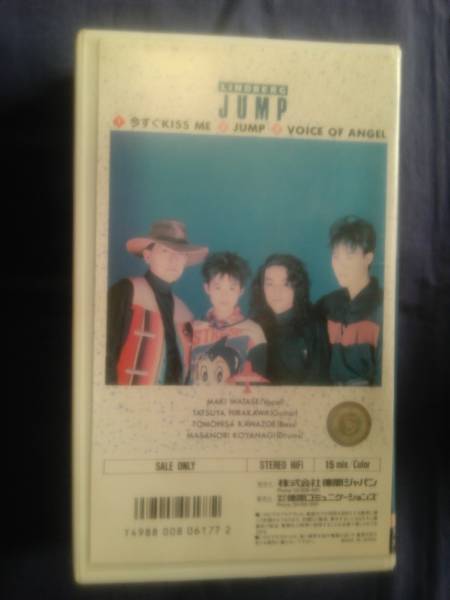 LINDBERG
JUMP
1 今すぐKISS ME 2 JUMP 3 VOICE OF ANGEL
MAKI WATASE(Vocal)
TATSUYA HIRAKAWA(Guitar)
TOMOHISA KAWAZOE(Bass)
MASANORI KOYANAGI(Drums)
SALE ONLY
STEREO HiFi
15 min/Color
株式会社 徳間ジャパン
徳間コミュニケーションズ
T4988 008 06177 2